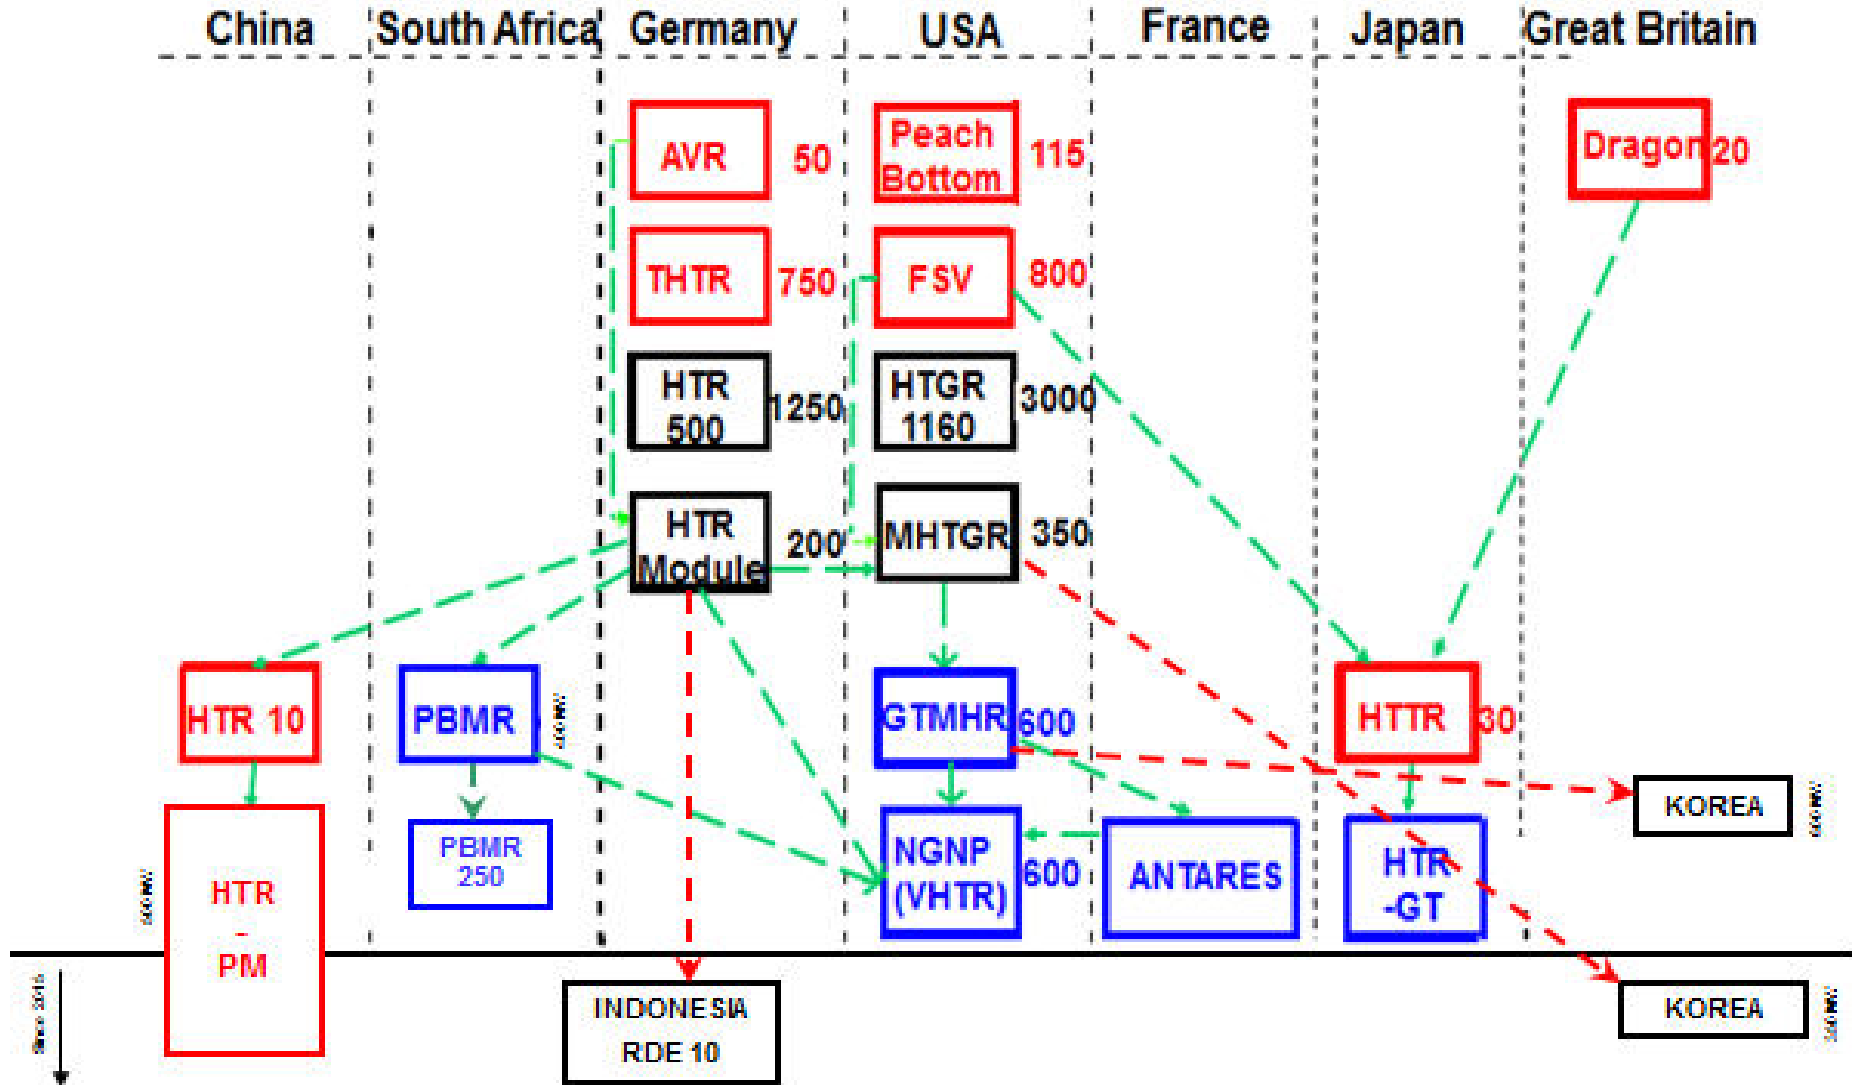 China South Africa Germany USA France Japan Great Britain
AVR 50
Peach
Bottom 115
Dragon 20
THTR 750
FSV 800
HTR
500 1250
HTGR
1160 3000
HTR
Module 200
MHTGR 350
HTR 10
PBMR
GTMHR 600
HTTR 30
KOREA
PBMR
250
NGNP
(VHTR) 600
ANTARES
HTR
-GT
HTR
-
PM
Since 2015
INDONESIA
RDE 10
KOREA